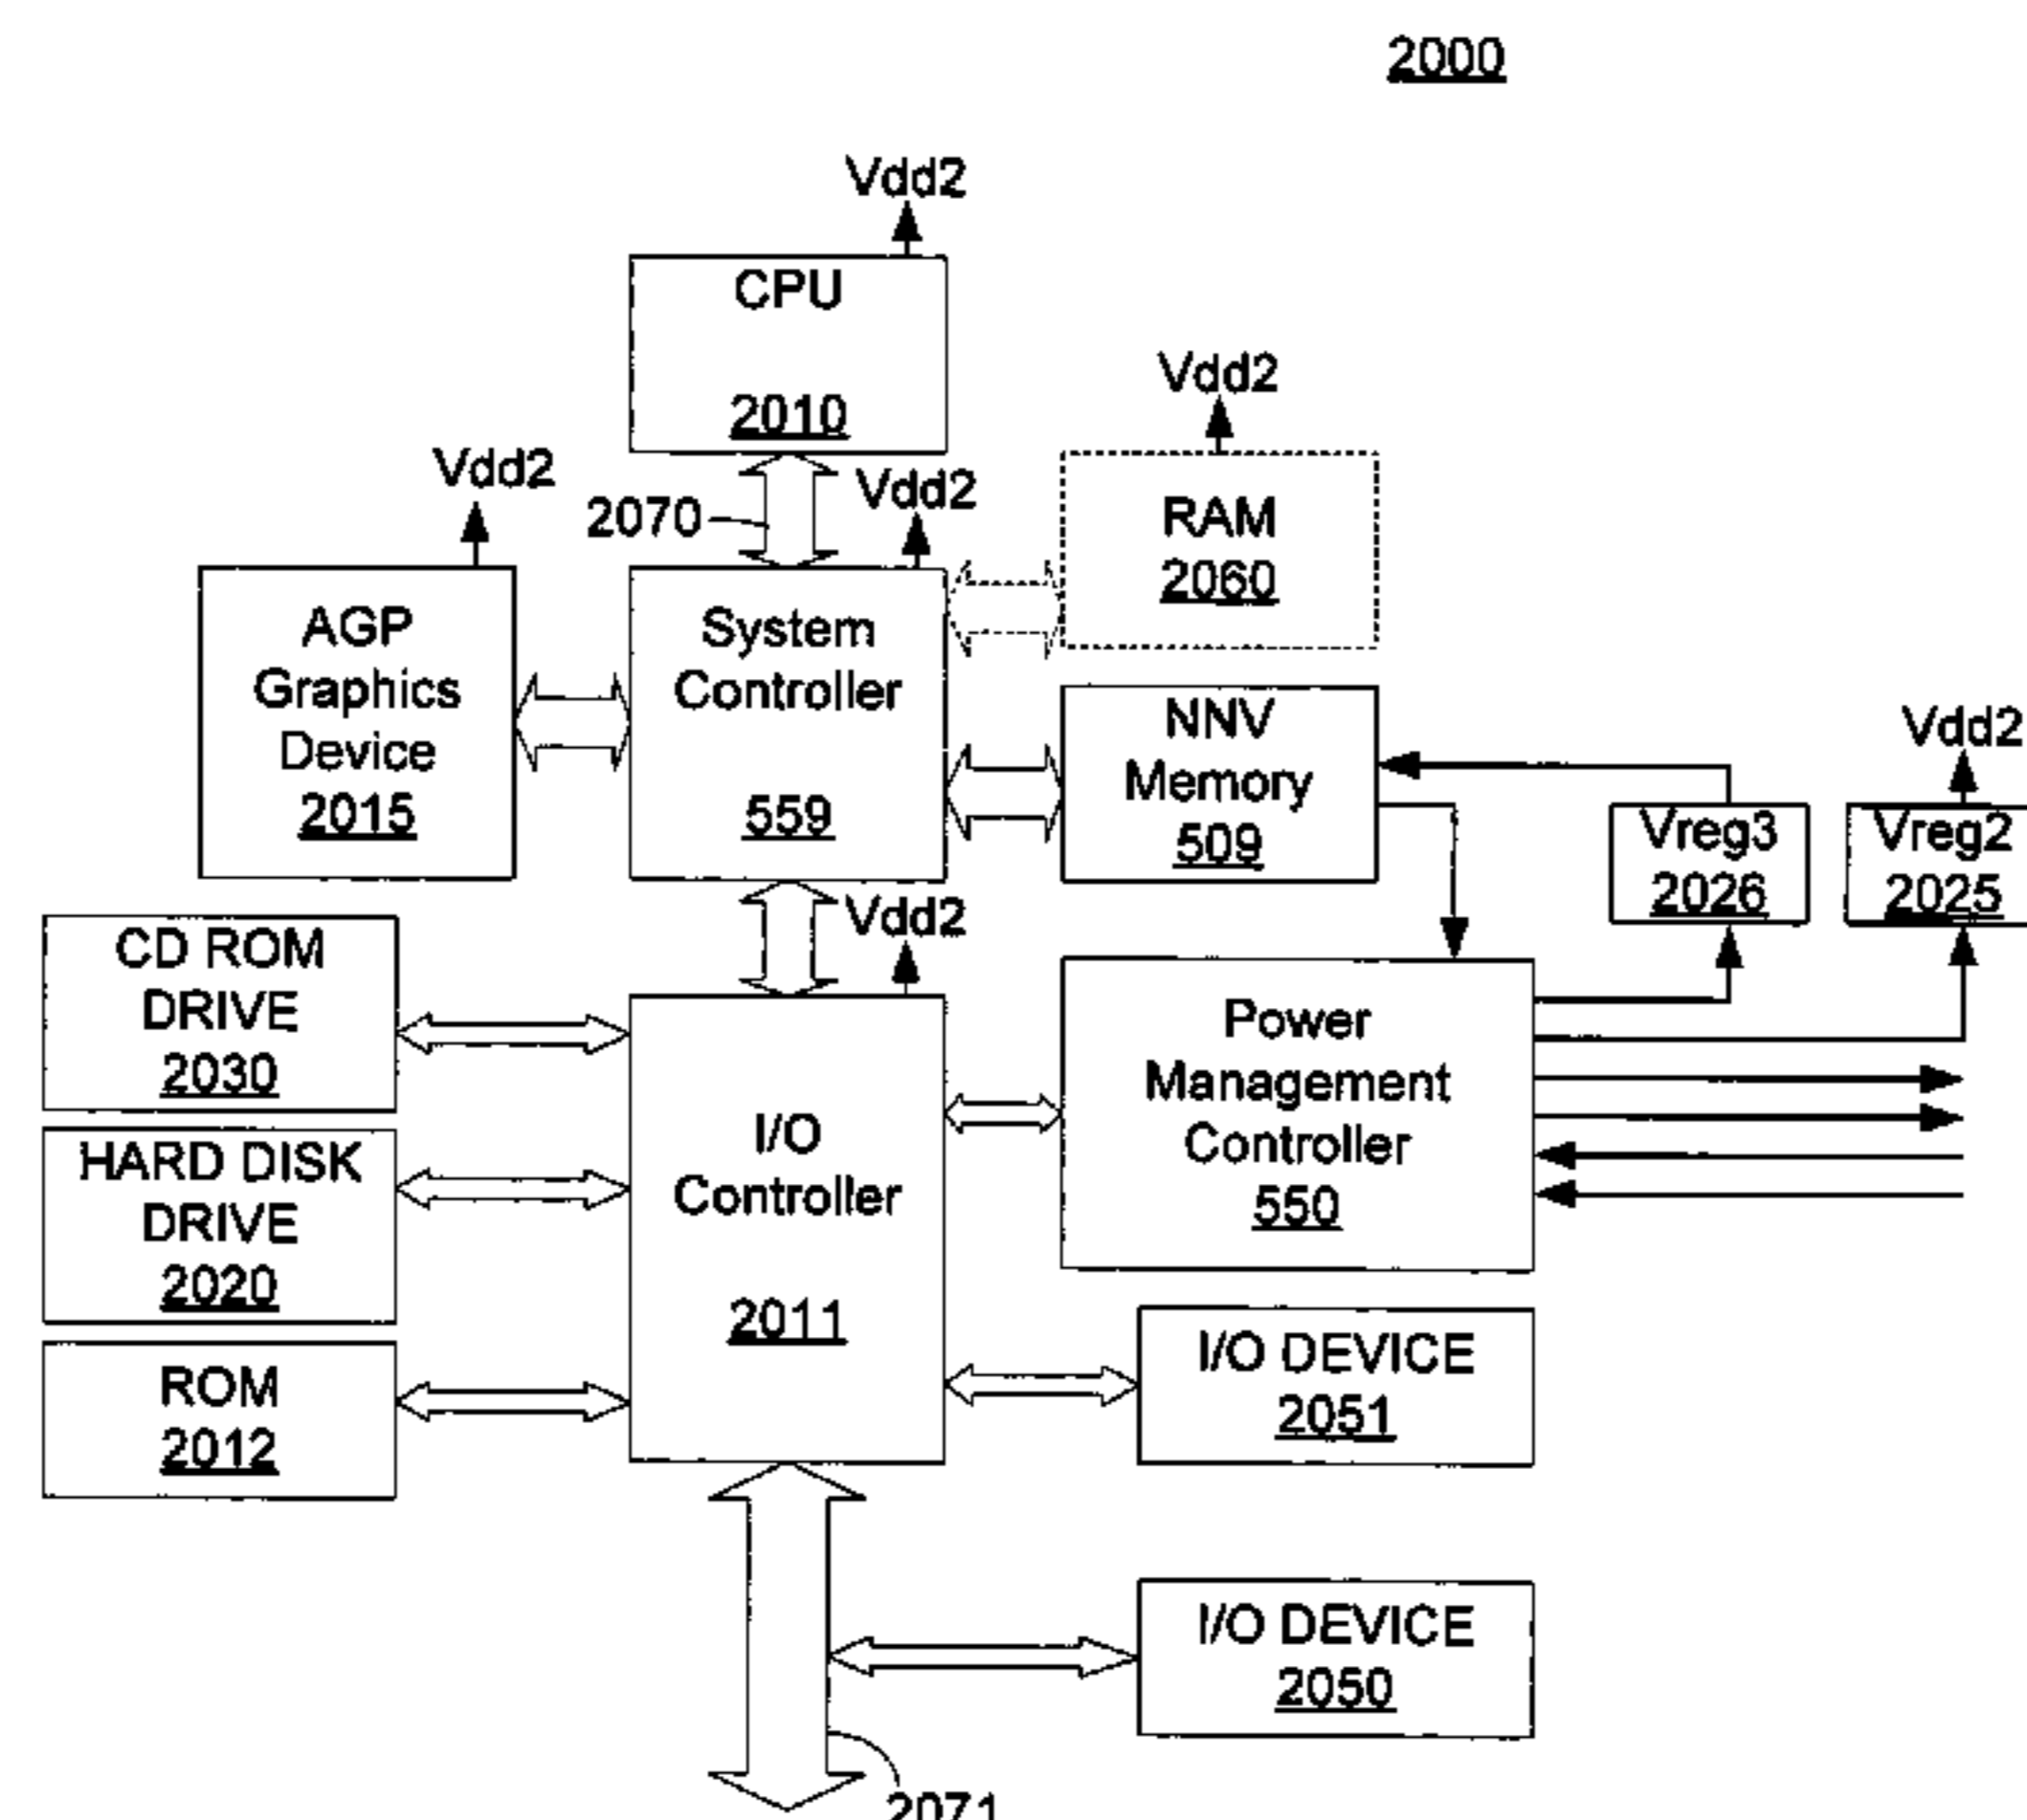 2000
Vdd2
CPU
2010
Vdd2
RAM
2060
Vdd2
2070
Vdd2
AGP
Graphics
Device
2015
System
Controller
559
NNV
Memory
509
Vdd2
Vreg3
2026
Vreg2
2025
Vdd2
CD ROM
DRIVE
2030
HARD DISK
DRIVE
2020
ROM
2012
I/O
Controller
2011
Power
Management
Controller
550
I/O DEVICE
2051
I/O DEVICE
2050
2071